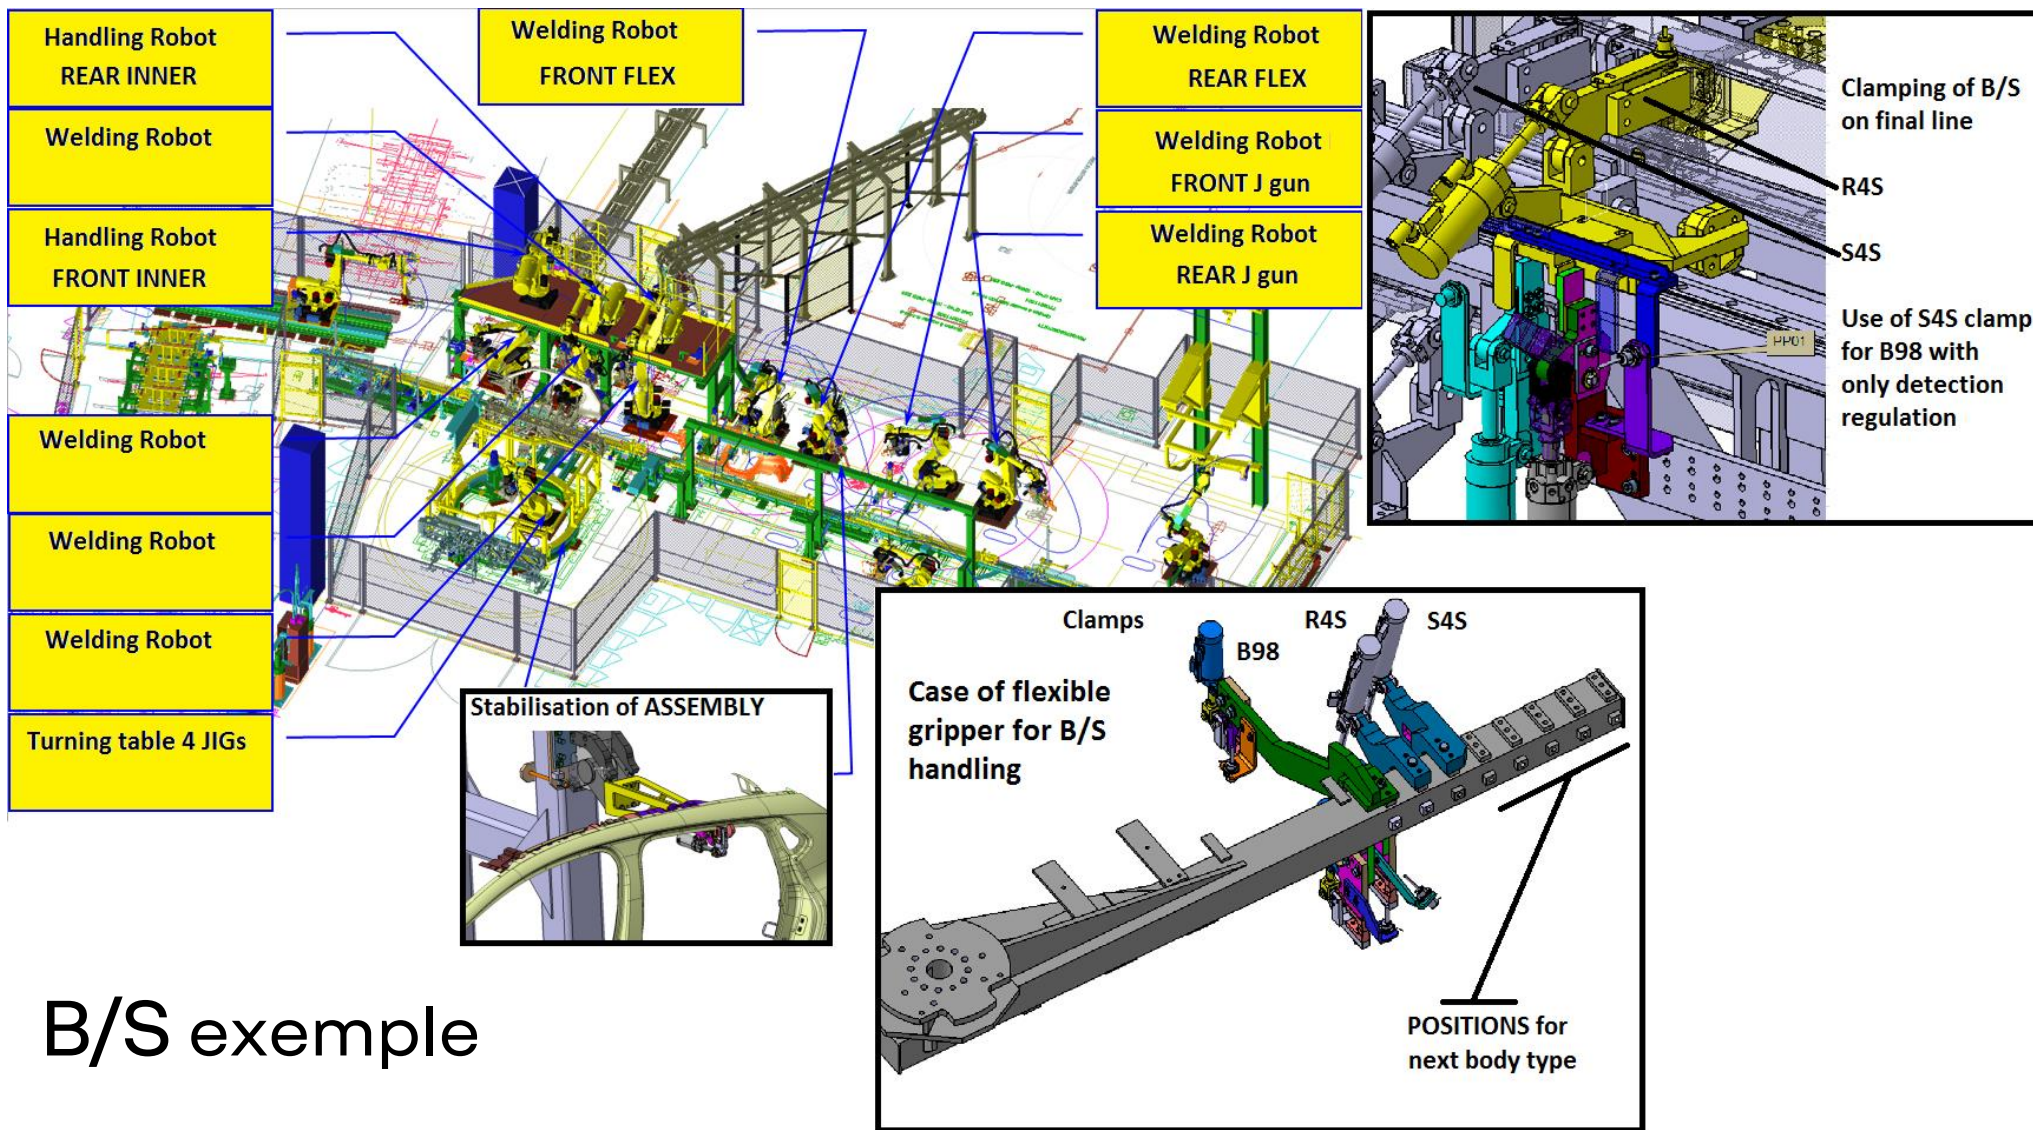 Handling Robot
REAR INNER
Welding Robot
Handling Robot
FRONT INNER
Welding Robot
Welding Robot
Welding Robot
Turning table 4 JIGs
Welding Robot
FRONT FLEX
Welding Robot
REAR FLEX
Welding Robot
FRONT J gun
Welding Robot
REAR J gun
Clamping of B/S
on final line
R4S
S4S
Use of S4S clamp
for B98 with
only detection
regulation
PP01
Stabilisation of ASSEMBLY
Clamps
B98
R4S
S4S
Case of flexible
gripper for B/S
handling
POSITIONS for
next body type
B/S exemple